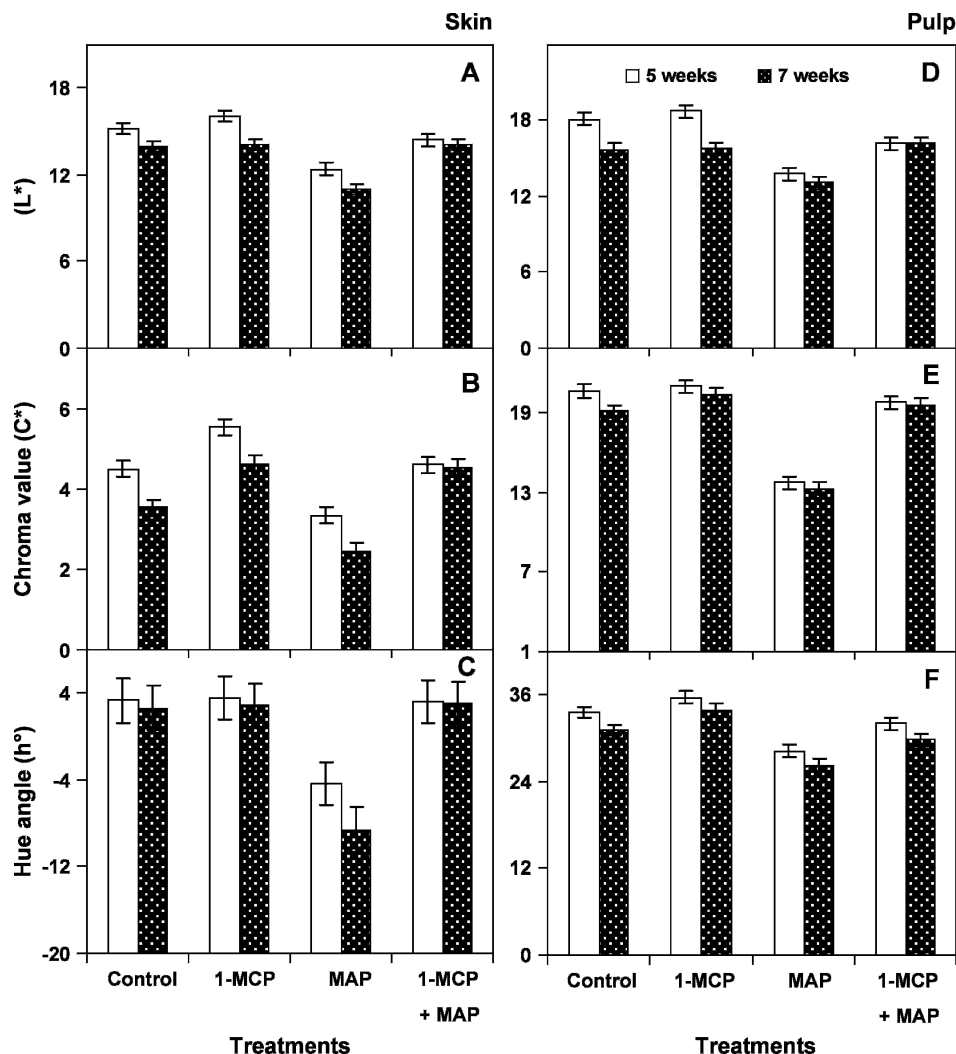 Skin
Pulp
A
18
12
6
0
(L*)
D
5 weeks 7 weeks
18
12
6
0
B
6
4
2
0
Chroma value (C*)
E
19
13
7
1
C
4
-4
-12
-20
Hue angle (h°)
F
36
24
12
0
Control 1-MCP MAP 1-MCP
+ MAP
Treatments
Control 1-MCP MAP 1-MCP
+ MAP
Treatments